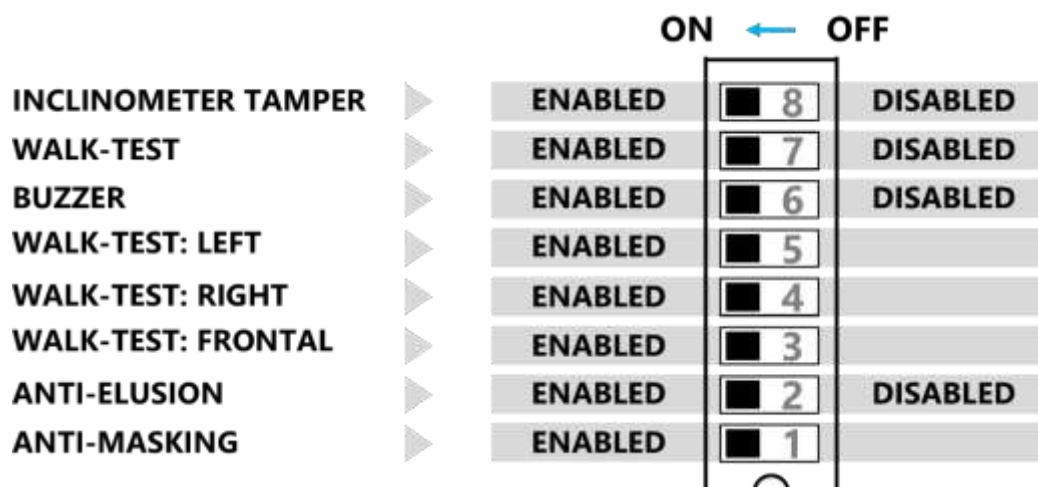 ON OFF
INCLINOMETER TAMPER ENABLED 8 DISABLED
WALK-TEST ENABLED 7 DISABLED
BUZZER ENABLED 6 DISABLED
WALK-TEST: LEFT ENABLED 5
WALK-TEST: RIGHT ENABLED 4
WALK-TEST: FRONTAL ENABLED 3
ANTI-ELUSION ENABLED 2 DISABLED
ANTI-MASKING ENABLED 1